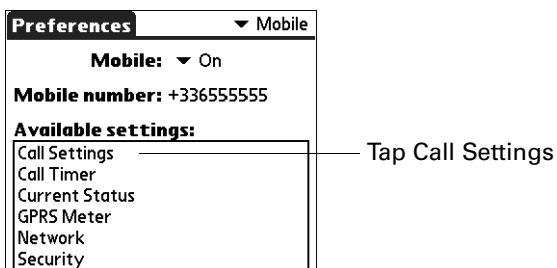 Preferences Mobile
Mobile: On
Mobile number: +336555555
Available settings:
Call Settings Tap Call Settings
Call Timer
Current Status
GPRS Meter
Network
Security